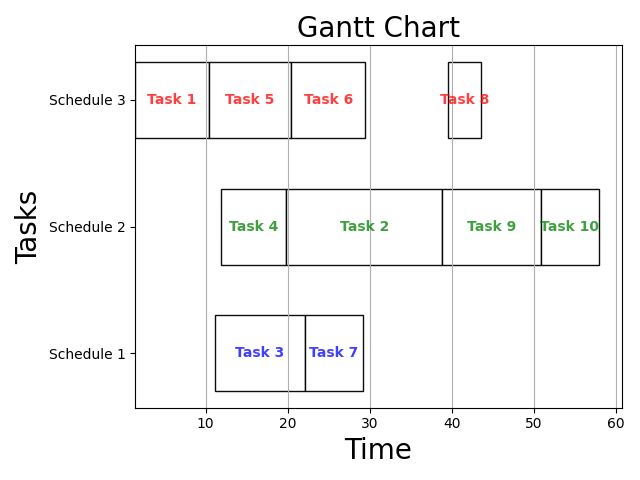 Gantt Chart
Schedule 3
Task 1
Task 5
Task 6
Task 8
Schedule 2
Task 4
Task 2
Task 9
Task 10
Schedule 1
Task 3
Task 7
Tasks
10 20 30 40 50 60
Time